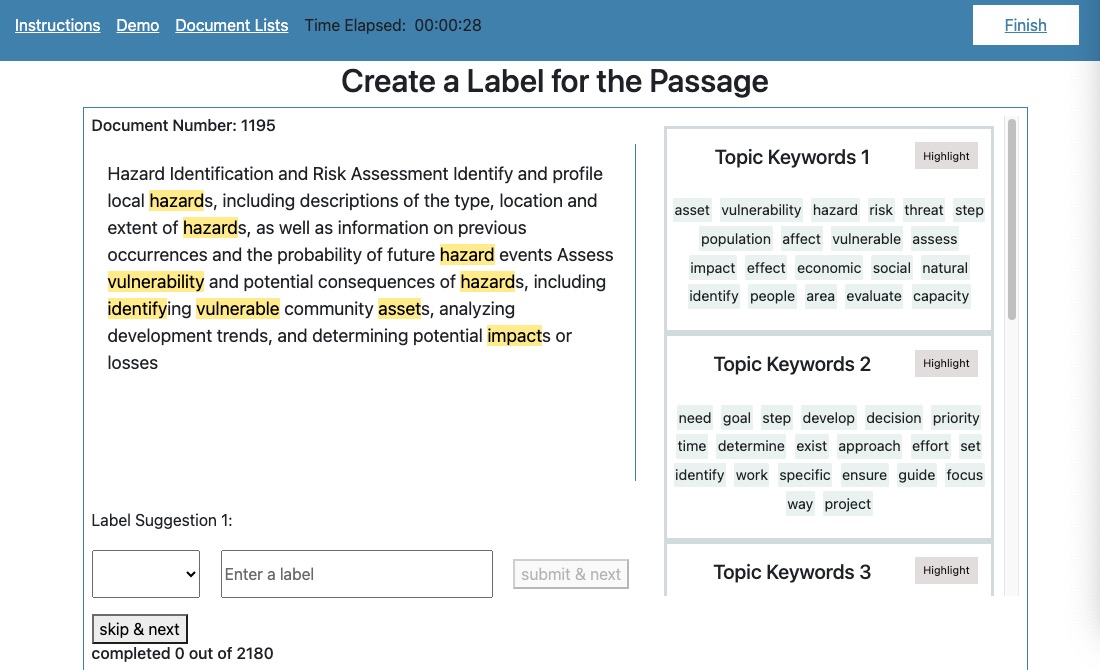 Instructions Demo Document Lists Time Elapsed: 00:00:28 Finish
Create a Label for the Passage
Document Number: 1195
Hazard Identification and Risk Assessment Identify and profile
local hazards, including descriptions of the type, location and
extent of hazards, as well as information on previous
occurrences and the probability of future hazard events Assess
vulnerability and potential consequences of hazards, including
identifying vulnerable community assets, analyzing
development trends, and determining potential impacts or
losses
Label Suggestion 1:
Enter a label
submit & next
skip & next
completed 0 out of 2180
Topic Keywords 1 Highlight
asset vulnerability hazard risk threat step
population affect vulnerable assess
impact effect economic social natural
identify people area evaluate capacity
Topic Keywords 2 Highlight
need goal step develop decision priority
time determine exist approach effort set
identify work specific ensure guide focus
way project
Topic Keywords 3 Highlight